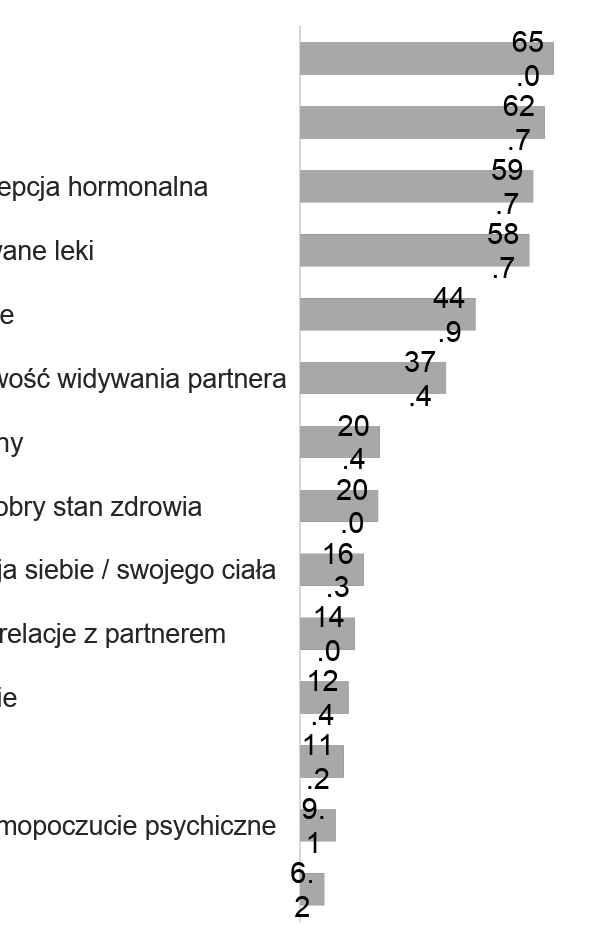 65
.0
62
.7
epcja hormonalna 59
.7
wane leki 58
.7
e 44
.9
wość widywania partnera 37
.4
ny 20
.4
obry stan zdrowia 20
.0
ja siebie / swojego ciała 16
.3
relacje z partnerem 14
.0
ie 12
.4
11
.2
mopoczucie psychiczne 9.
1
6.
2